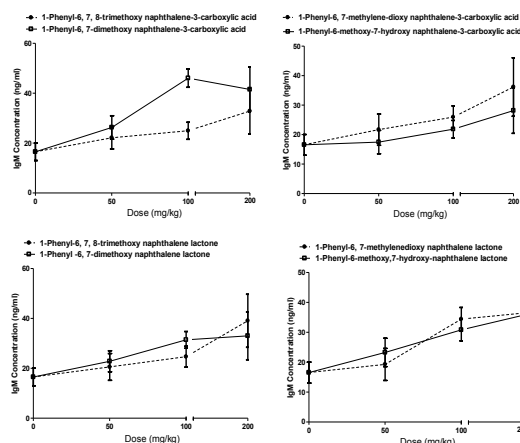 1-Phenyl-6, 7, 8-trimethoxy naphthalene-3-carboxylic acid
1-Phenyl-6, 7-dimethoxy naphthalene-3-carboxylic acid
IgM Concentration (ng/ml)
60
40
20
0
0
50
100
200
Dose (mg/kg)
1-Phenyl-6, 7-methylene-dioxy naphthalene-3-carboxylic acid
1-Phenyl-6-methoxy-7-hydroxy naphthalene-3-carboxylic acid
IgM Concentration (ng/ml)
50
40
30
20
10
0
0
50
100
200
Dose (mg/kg)
1-Phenyl-6, 7, 8-trimethoxy naphthalene lactone
1-Phenyl -6, 7-dimethoxy naphthalene lactone
IgM Concentration (ng/ml)
60
40
20
0
0
50
100
200
Dose (mg/kg)
1-Phenyl-6, 7-methylenedioxy naphthalene lactone
1-Phenyl-6-methoxy,7-hydroxy-naphthalene lactone
IgM Concentration (ng/ml)
50
40
30
20
10
0
0
50
100
Dose (mg/kg)